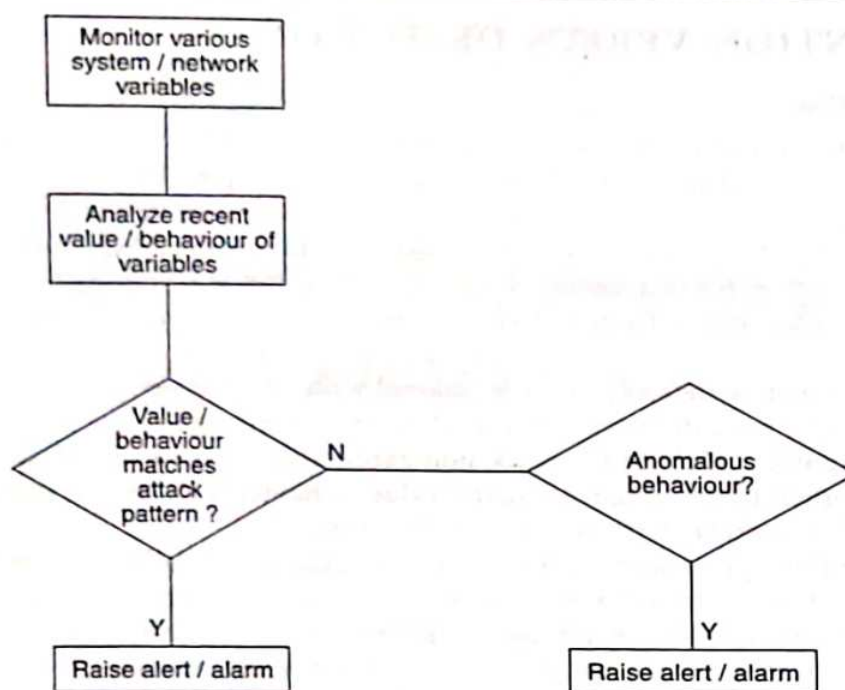 Monitor various
system / network
variables
Analyze recent
value / behaviour of
variables
Value /
behaviour
matches
attack
pattern ?
N
Anomalous
behaviour?
Y
Raise alert / alarm
Y
Raise alert / alarm